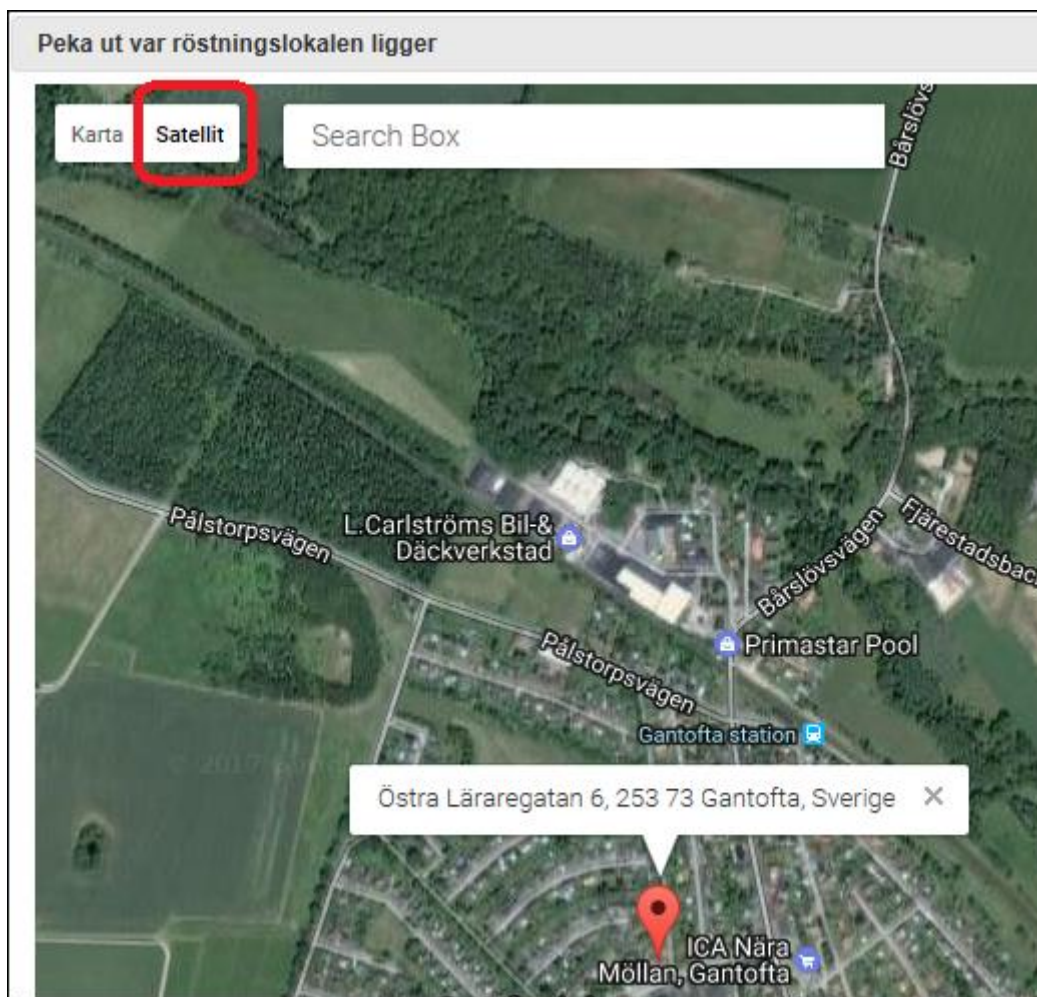 Peka ut var röstningslokalen ligger
Karta
Satellit
Search Box
Bårslövs
Pålstorpsvägen
L.Carlströms Bil-&
Däckverkstad
Bårslövsvägen
Fjärestadsbac
Primastar Pool
Pålstorpsvägen
Gantofta station
Östra Läraregatan 6, 253 73 Gantofta, Sverige
ICA Nära
Möllan, Gantofta